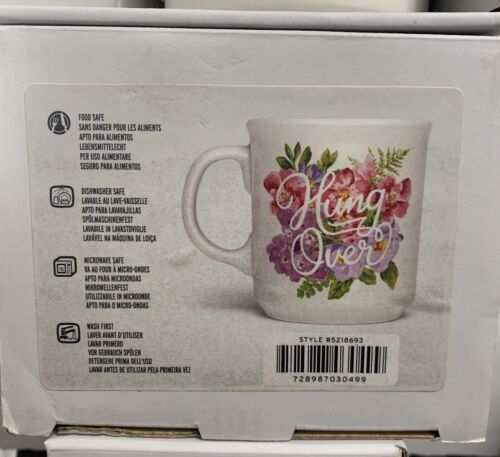 FOOD SAFE
SANS DANGER POUR LES ALIMENTS
APTO PARA ALIMENTOS
LEBENSMITTELECHT
PER USO ALIMENTARE
SEGURO PARA ALIMENTOS
DISHWASHER SAFE
LAVABLE AU LAVE-VAISSELLE
APTO PARA LAVAVAJILLAS
SPÜLMASCHINENFEST
LAVABILE IN LAVASTOVIGLIE
LAVÁVEL NA MÁQUINA DE LOIÇA
MICROWAVE SAFE
VA AU FOUR À MICRO-ONDES
APTO PARA MICROONDAS
MIKROWELLENFEST
UTILIZZABILE IN MICROONDE
APTO PARA O MICRO-ONDAS
WASH FIRST
LAVER AVANT D'UTILISER
LAVAR PRIMERO
VOR GEBRAUCH SPÜLEN
DETERGERE PRIMA DELL'USO
LAVAR ANTES DE UTILIZAR PELA PRIMEIRA VEZ
Hung
Over
STYLE #5218693
728987030499